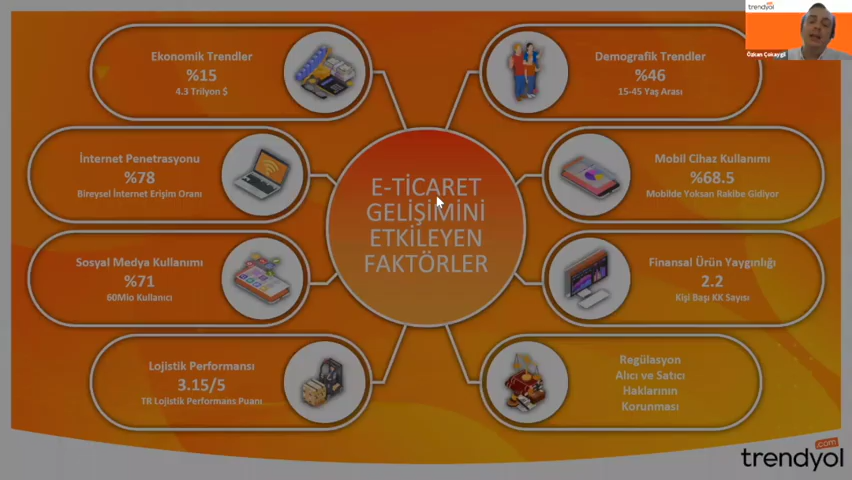 trendyol
Özkan Çokaygil
Ekonomik Trendler
%15
4.3 Trilyon $
Demografik Trendler
%46
15-45 Yaş Arası
İnternet Penetrasyonu
%78
Bireysel İnternet Erişim Oranı
Mobil Cihaz Kullanımı
%68.5
Mobilde Yoksan Rakibe Gidiyor
E-TİCARET
GELİŞİMİNİ
ETKİLEYEN
FAKTÖRLER
Sosyal Medya Kullanımı
%71
60Mio Kullanıcı
Finansal Ürün Yaygınlığı
2.2
Kişi Başı KK Sayısı
Lojistik Performansı
3.15/5
TR Lojistik Performans Puanı
Regülasyon
Alıcı ve Satıcı
Haklarının
Korunması
.com
trendyol